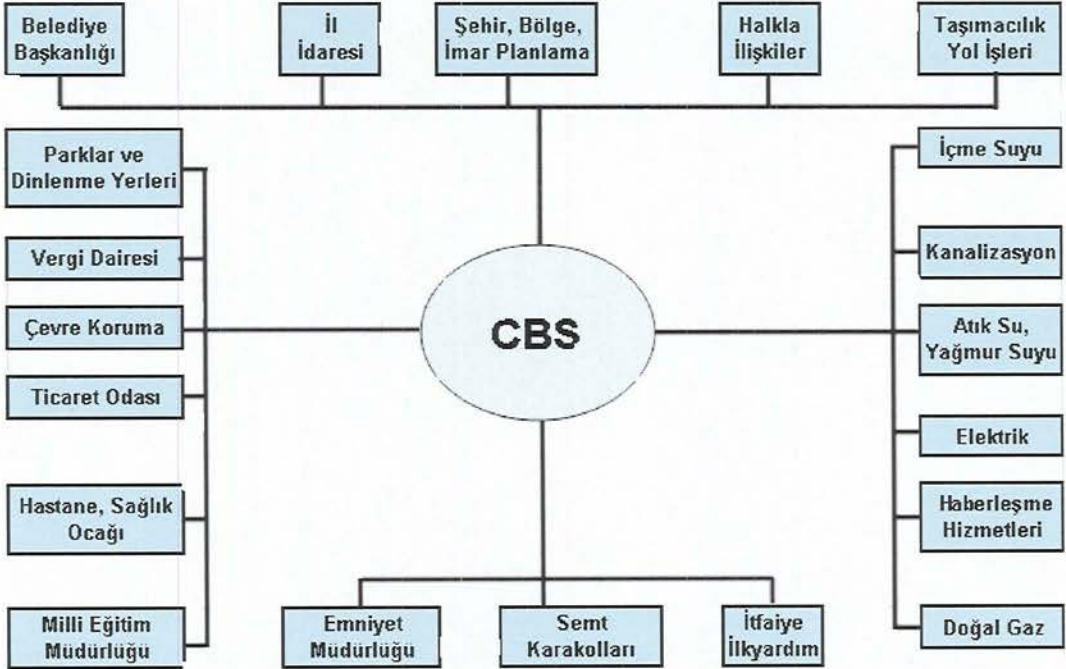 Belediye
Başkanlığı
İl
İdaresi
Şehir, Bölge,
İmar Planlama
Halkla
İlişkiler
Taşımacılık
Yol İşleri
Parklar ve
Dinlenme Yerleri
Vergi Dairesi
Çevre Koruma
Ticaret Odası
Hastane, Sağlık
Ocağı
Milli Eğitim
Müdürlüğü
CBS
Emniyet
Müdürlüğü
Semt
Karakolları
İtfaiye
İlkyardım
İçme Suyu
Kanalizasyon
Atık Su,
Yağmur Suyu
Elektrik
Haberleşme
Hizmetleri
Doğal Gaz